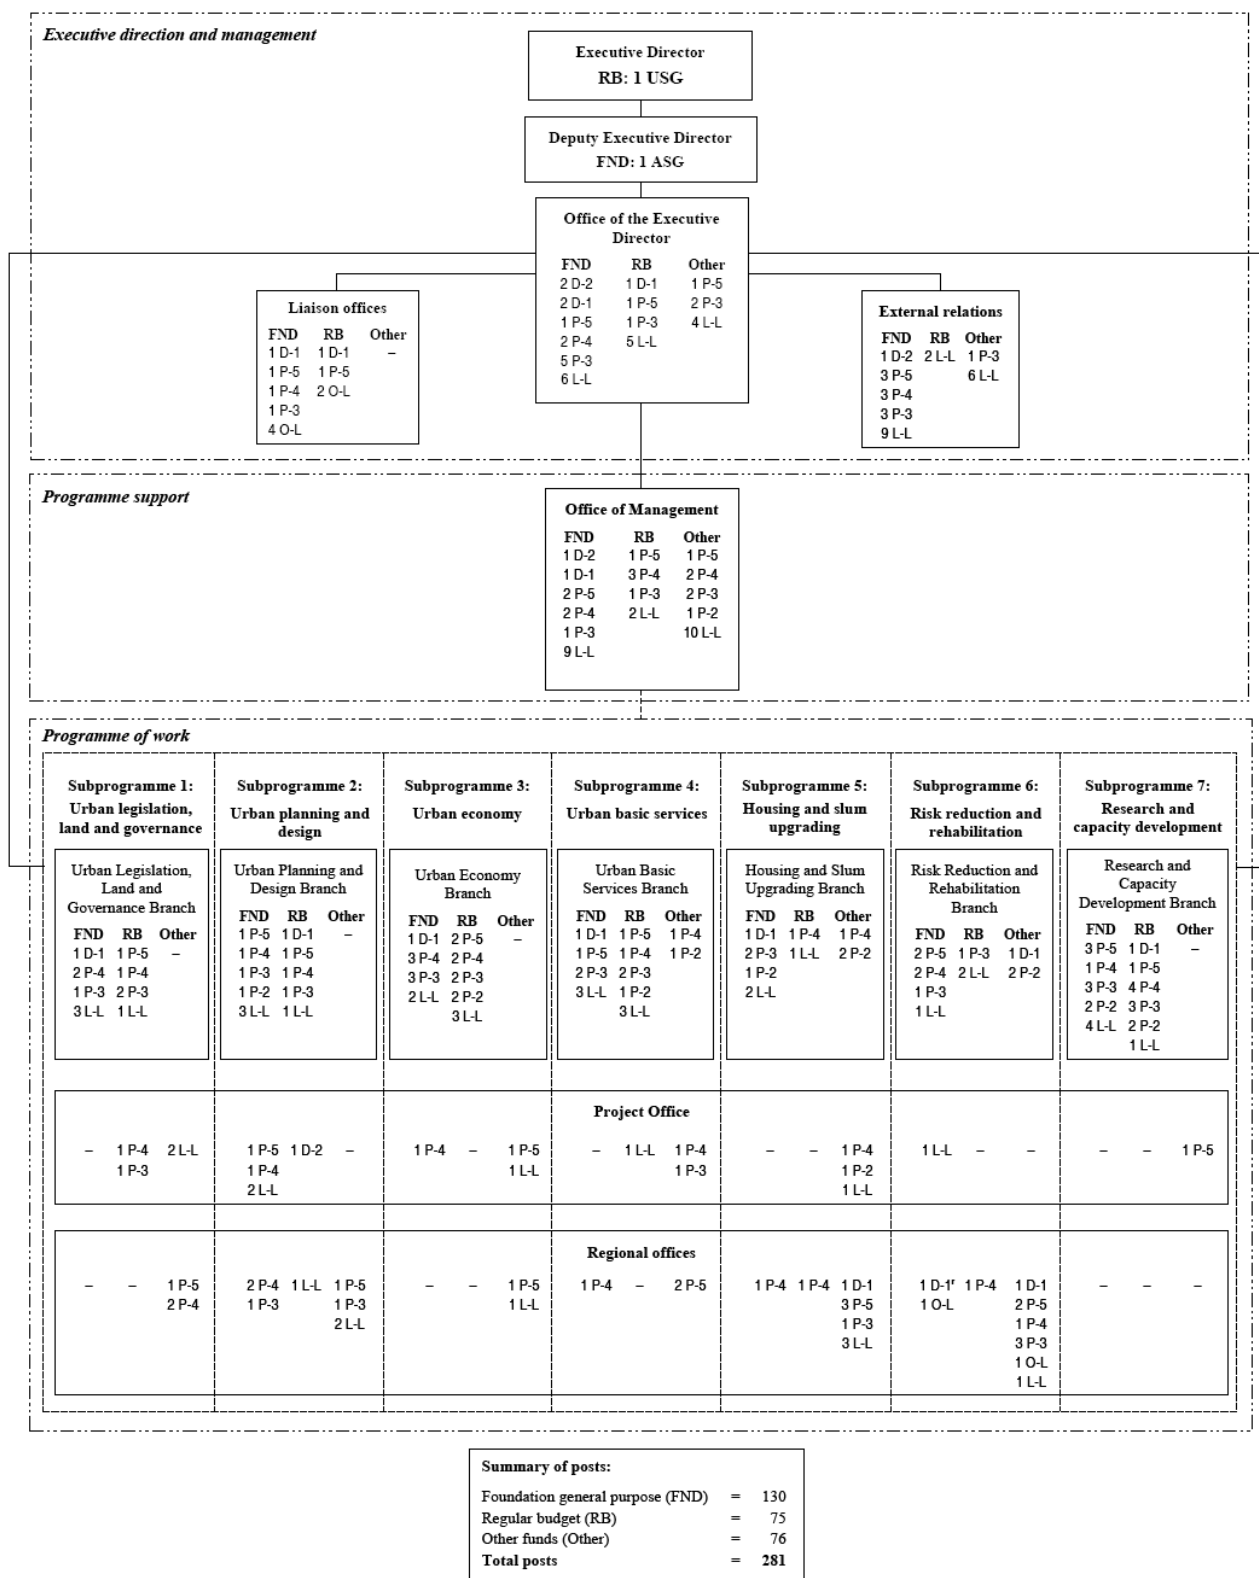 Executive direction and management
Executive Director
RB: 1 USG
Deputy Executive Director
FND: 1 ASG
Office of the Executive
Director
FND RB Other
2 D-2 1 D-1 1 P-5
2 D-1 1 P-5 2 P-3
1 P-5 1 P-3 4 L-L
2 P-4 5 L-L
5 P-3
6 L-L
Liaison offices
FND RB Other
1 D-1 1 D-1 –
1 P-5 1 P-5
1 P-4 2 O-L
1 P-3
4 O-L
External relations
FND RB Other
1 D-2 2 L-L 1 P-3
3 P-5 6 L-L
3 P-4
3 P-3
9 L-L
Programme support
Office of Management
FND RB Other
1 D-2 1 P-5 1 P-5
1 D-1 3 P-4 2 P-4
2 P-5 1 P-3 2 P-3
2 P-4 2 L-L 1 P-2
1 P-3 10 L-L
9 L-L
Programme of work
Subprogramme 1:
Urban legislation,
land and governance
Urban Legislation,
Land and
Governance Branch
FND RB Other
1 D-1 1 P-5 –
2 P-4 1 P-4
1 P-3 2 P-3
3 L-L 1 L-L
Subprogramme 2:
Urban planning and
design
Urban Planning and
Design Branch
FND RB Other
1 P-5 1 D-1 –
1 P-4 1 P-5
1 P-3 1 P-4
1 P-2 1 P-3
3 L-L 1 L-L
Subprogramme 3:
Urban economy
Urban Economy
Branch
FND RB Other
1 D-1 2 P-5 –
3 P-4 2 P-4
3 P-3 2 P-3
2 L-L 2 P-2
3 L-L
Subprogramme 4:
Urban basic services
Urban Basic
Services Branch
FND RB Other
1 D-1 1 P-5 1 P-4
1 P-5 1 P-4 1 P-2
2 P-3 2 P-3
3 L-L 1 P-2
3 L-L
Subprogramme 5:
Housing and slum
upgrading
Housing and Slum
Upgrading Branch
FND RB Other
1 D-1 1 P-4 1 P-4
2 P-3 1 L-L 2 P-2
1 P-2
2 L-L
Subprogramme 6:
Risk reduction and
rehabilitation
Risk Reduction and
Rehabilitation
Branch
FND RB Other
2 P-5 1 P-3 1 D-1
2 P-4 2 L-L 2 P-2
1 P-3
1 L-L
Subprogramme 7:
Research and
capacity development
Research and
Capacity
Development Branch
FND RB Other
3 P-5 1 D-1 –
1 P-4 1 P-5
3 P-3 4 P-4
2 P-2 3 P-3
4 L-L 2 P-2
1 L-L
Project Office
– 1 P-4 2 L-L 1 P-5 1 D-2 – 1 P-4 – 1 P-5 – 1 L-L 1 P-4 – – 1 P-4 1 L-L – – – – 1 P-5
1 P-3 1 P-4 1 L-L 1 P-3 1 P-2
2 L-L 1 L-L
Regional offices
– – 1 P-5 2 P-4 1 L-L 1 P-5 – – 1 P-5 1 P-4 – 2 P-5 1 P-4 1 P-4 1 D-1 1 D-1ʳ 1 P-4 1 D-1 – – –
2 P-4 1 P-3 1 P-3 1 L-L 3 P-5 1 O-L 2 P-5
2 L-L 1 P-3 1 P-4
3 L-L 3 P-3
1 O-L
1 L-L
Summary of posts:
Foundation general purpose (FND) = 130
Regular budget (RB) = 75
Other funds (Other) = 76
Total posts = 281